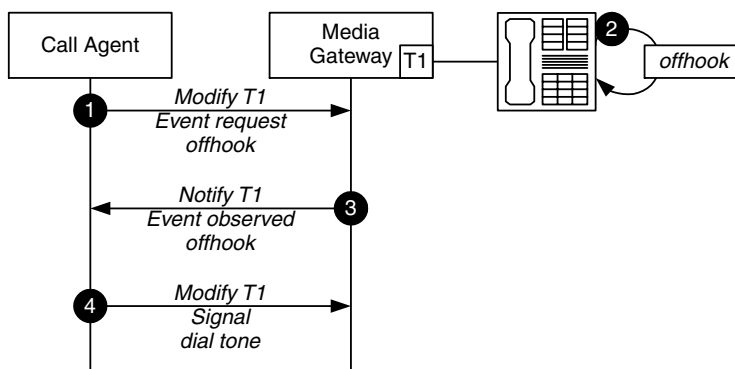 Call Agent
Media
Gateway
T1
2
offhook
1
Modify T1
Event request
offhook
Notify T1
3
Event observed
offhook
4
Modify T1
Signal
dial tone